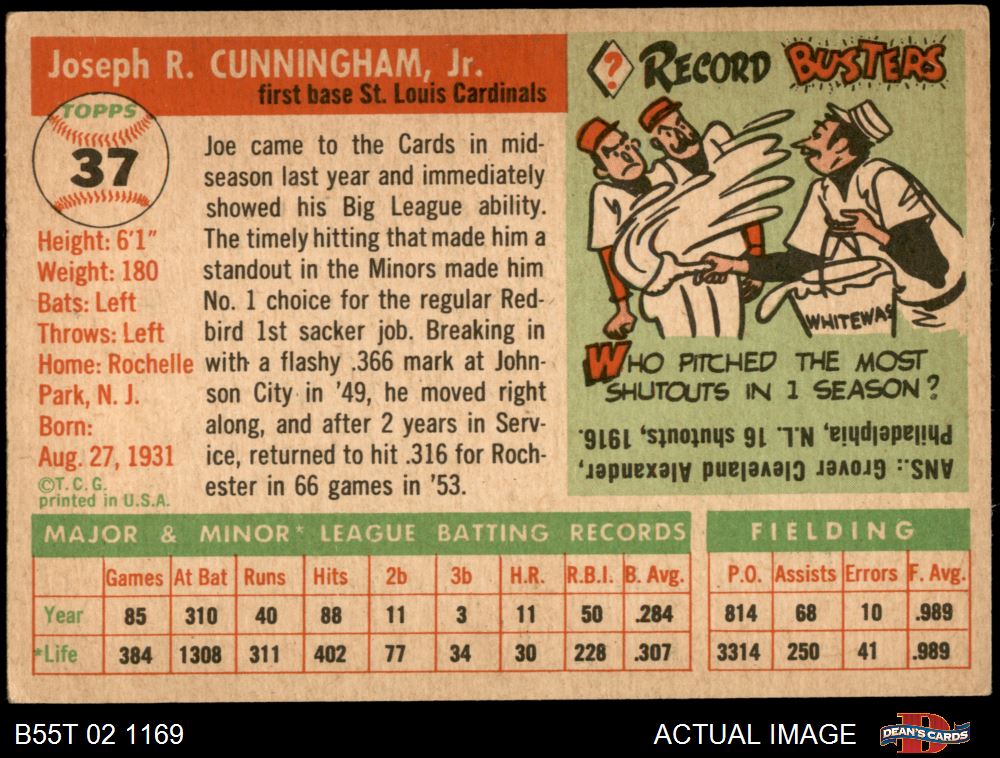 Joseph R. CUNNINGHAM, Jr.
first base St. Louis Cardinals
TOPPS
37
Height: 6'1"
Weight: 180
Bats: Left
Throws: Left
Home: Rochelle
Park, N. J.
Born:
Aug. 27, 1931
©T. C. G.
printed in U.S.A.
Joe came to the Cards in mid-
season last year and immediately
showed his Big League ability.
The timely hitting that made him a
standout in the Minors made him
No. 1 choice for the regular Red-
bird 1st sacker job. Breaking in
with a flashy .366 mark at John-
son City in '49, he moved right
along, and after 2 years in Serv-
ice, returned to hit .316 for Roch-
ester in 66 games in '53.
? RECORD BUSTERS
WHITEWAS
WHO PITCHED THE MOST
SHUTOUTS IN 1 SEASON?
ANS.: Grover Cleveland Alexander,
Philadelphia, N.L. 16 shutouts, 1916.
MAJOR & MINOR* LEAGUE BATTING RECORDS
Games At Bat Runs Hits 2b 3b H.R. R.B.I. B. Avg.
Year 85 310 40 88 11 3 11 50 .284
*Life 384 1308 311 402 77 34 30 228 .307
FIELDING
P.O. Assists Errors F. Avg.
814 68 10 .989
3314 250 41 .989
B55T 02 1169
ACTUAL IMAGE
D
DEAN'S CARDS